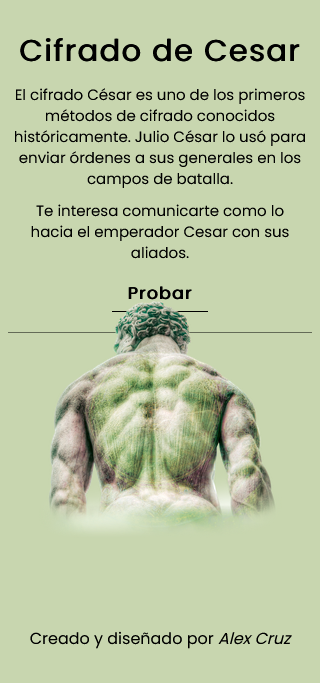 Cifrado de Cesar
El cifrado César es uno de los primeros
métodos de cifrado conocidos
históricamente. Julio César lo usó para
enviar órdenes a sus generales en los
campos de batalla.
Te interesa comunicarte como lo
hacia el emperador Cesar con sus
aliados.
Probar
Creado y diseñado por Alex Cruz